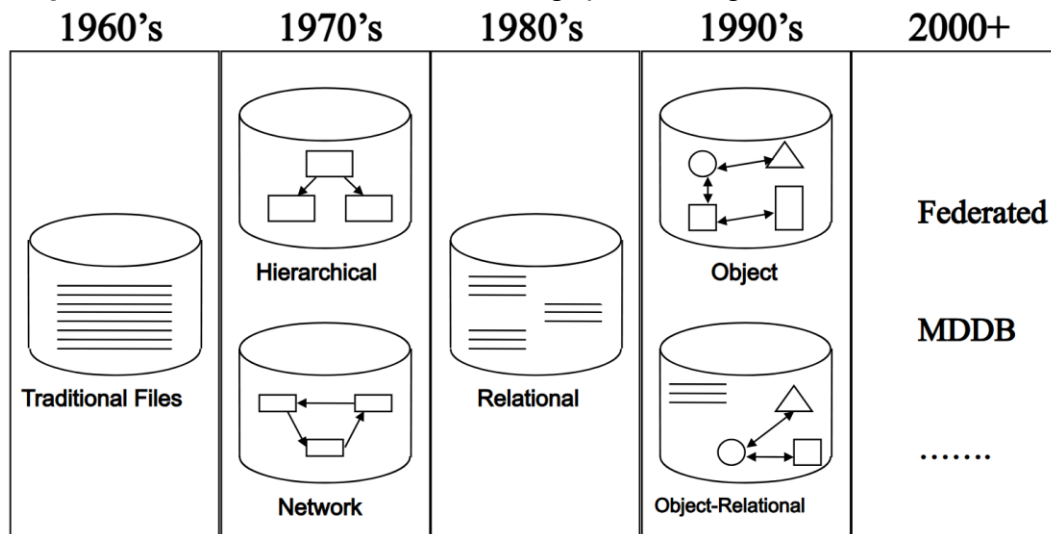 1960's
1970's
1980's
1990's
2000+
Traditional Files
Hierarchical
Network
Relational
Object
Object-Relational
Federated
MDDB
.......